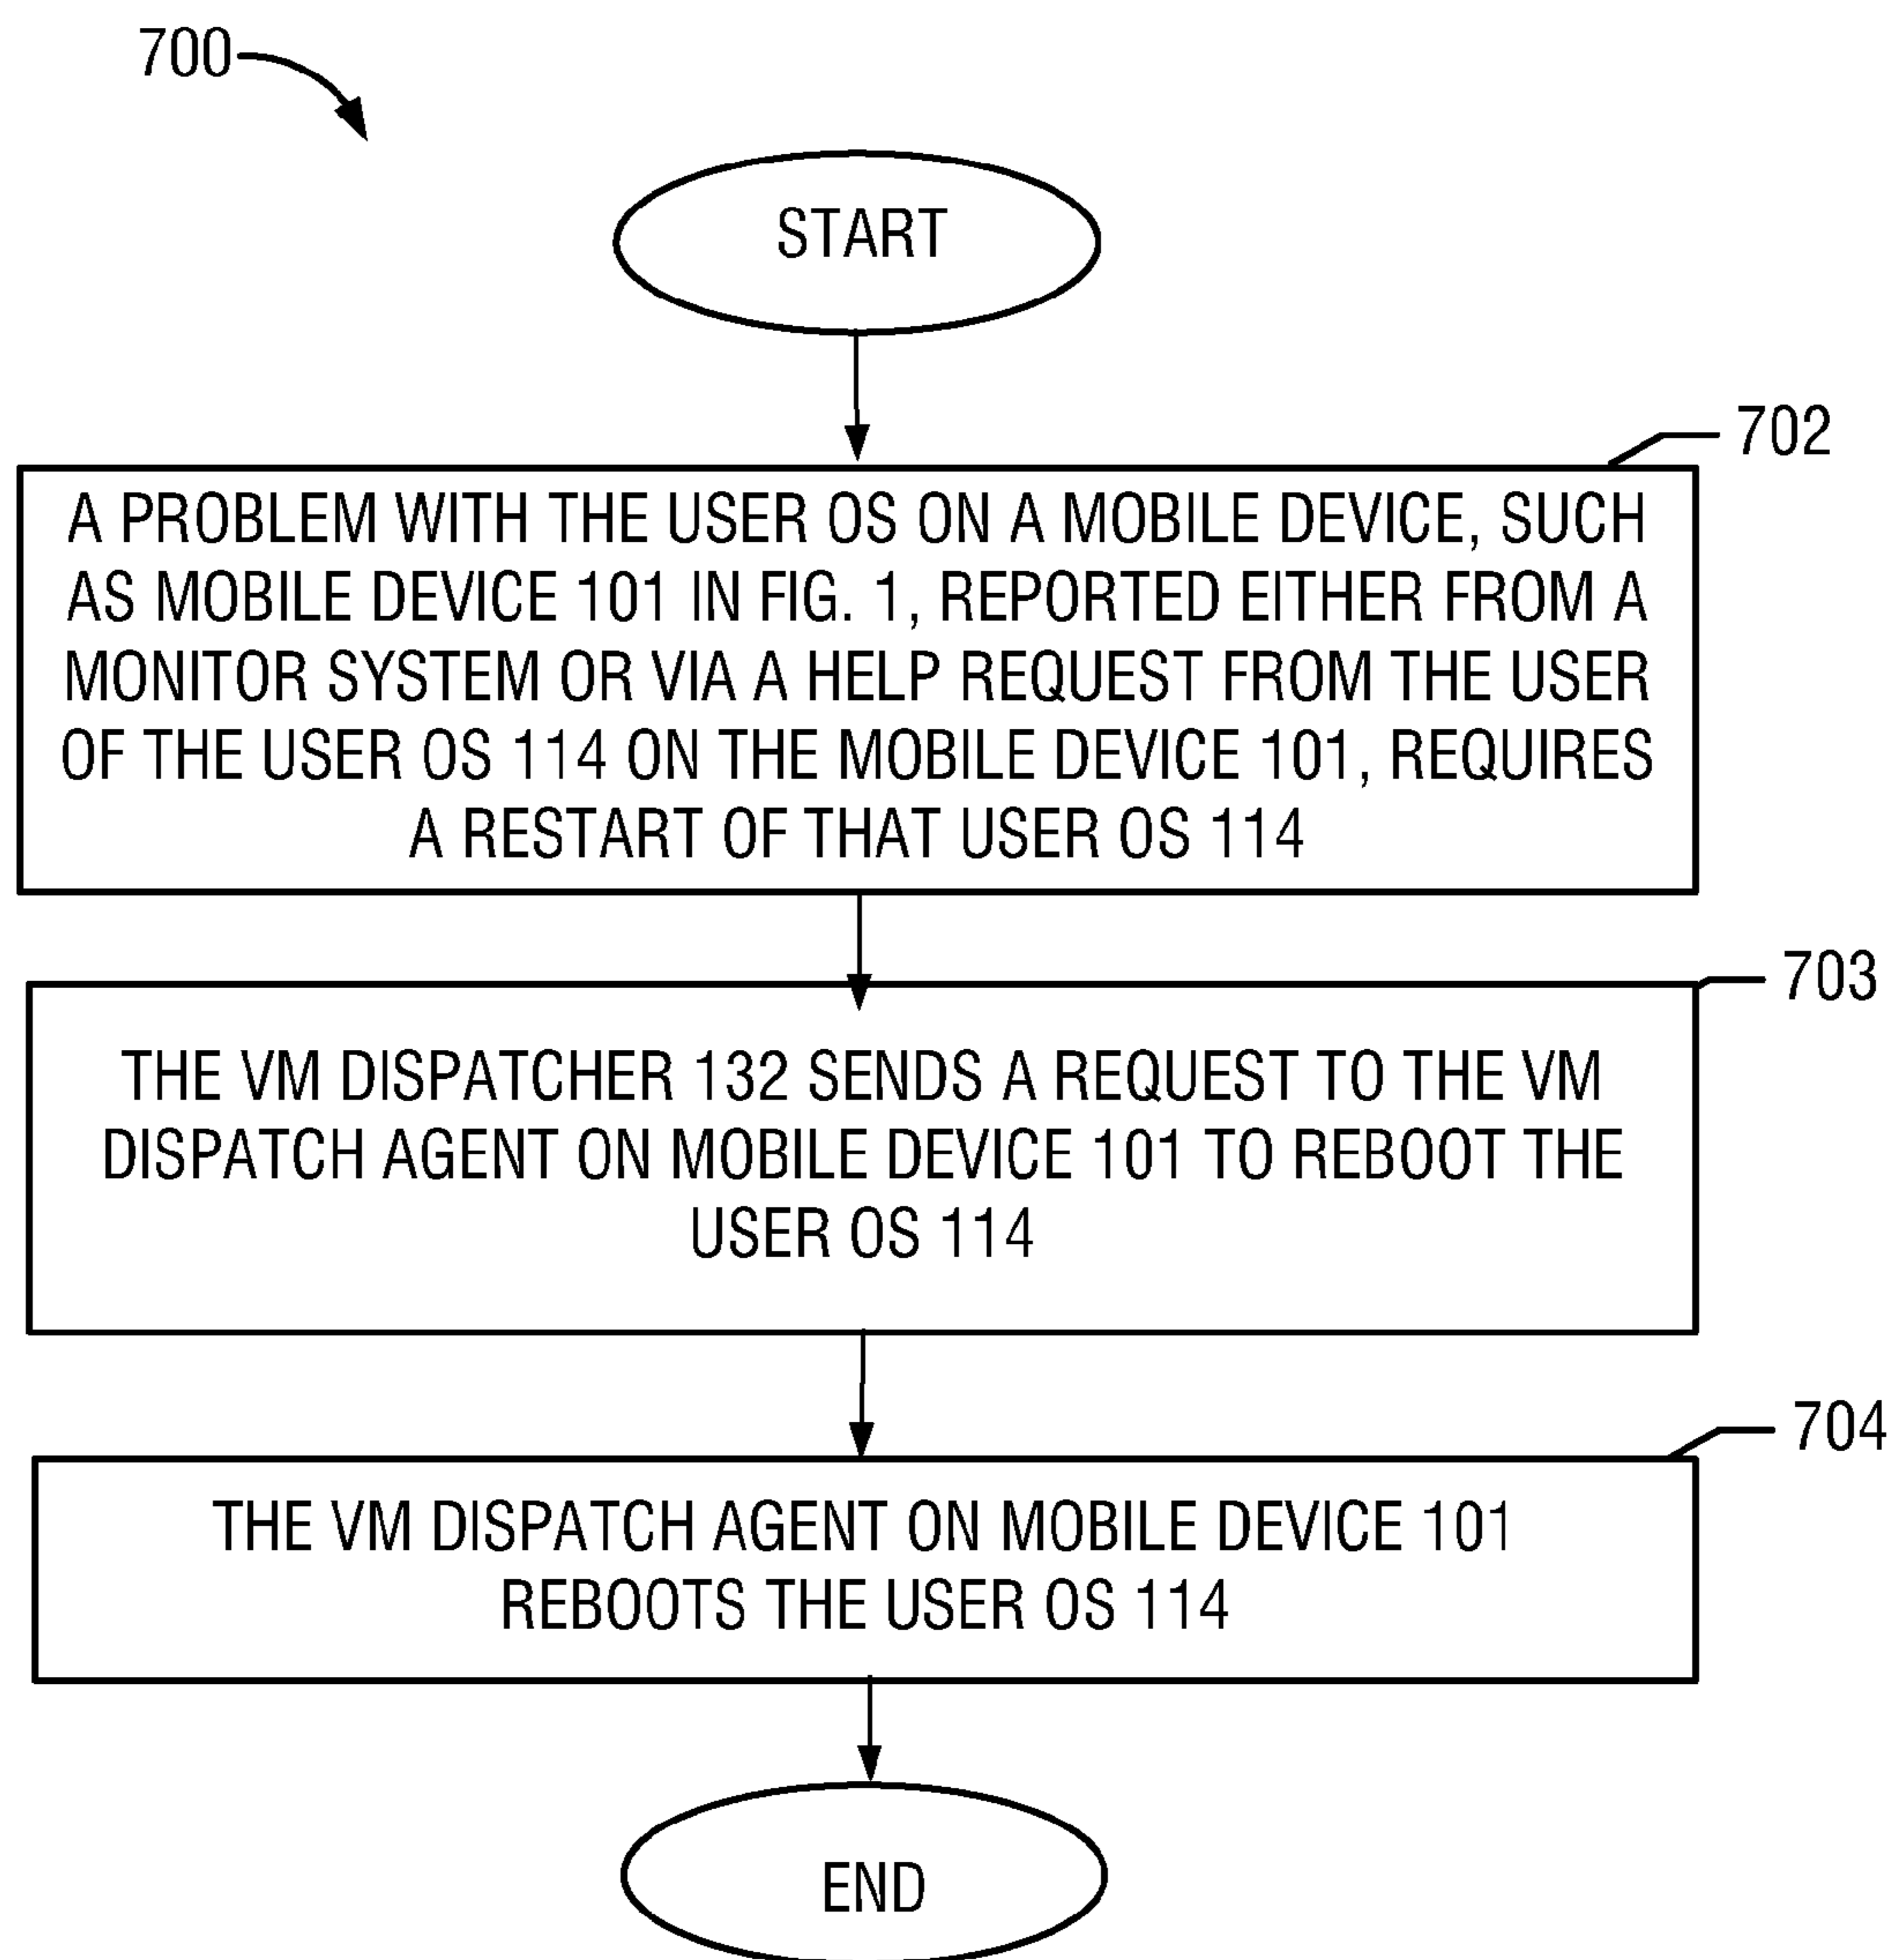 700
START
702
A PROBLEM WITH THE USER OS ON A MOBILE DEVICE, SUCH
AS MOBILE DEVICE 101 IN FIG. 1, REPORTED EITHER FROM A
MONITOR SYSTEM OR VIA A HELP REQUEST FROM THE USER
OF THE USER OS 114 ON THE MOBILE DEVICE 101, REQUIRES
A RESTART OF THAT USER OS 114
703
THE VM DISPATCHER 132 SENDS A REQUEST TO THE VM
DISPATCH AGENT ON MOBILE DEVICE 101 TO REBOOT THE
USER OS 114
704
THE VM DISPATCH AGENT ON MOBILE DEVICE 101
REBOOTS THE USER OS 114
END